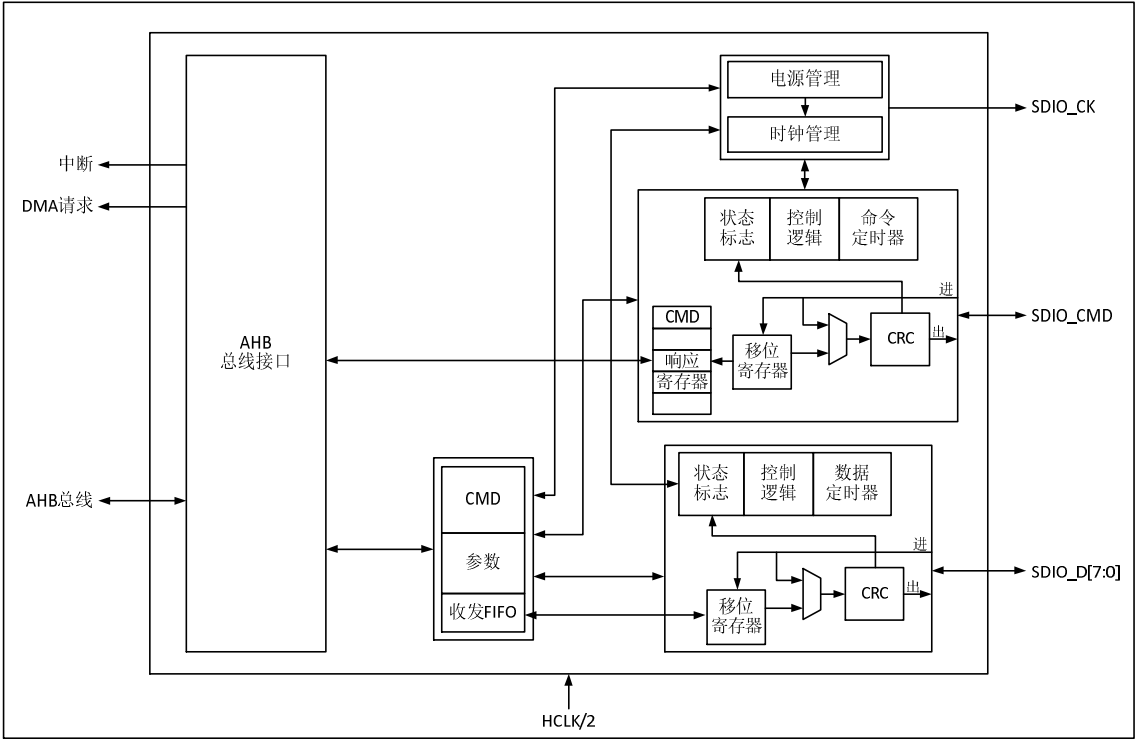 电源管理
时钟管理
SDIO_CK
中断
DMA请求
状态
标志
控制
逻辑
命令
定时器
进
CMD
响应
寄存器
移位
寄存器
CRC
出
SDIO_CMD
AHB
总线接口
AHB总线
CMD
参数
收发FIFO
状态
标志
控制
逻辑
数据
定时器
进
移位
寄存器
CRC
出
SDIO_D[7:0]
HCLK/2